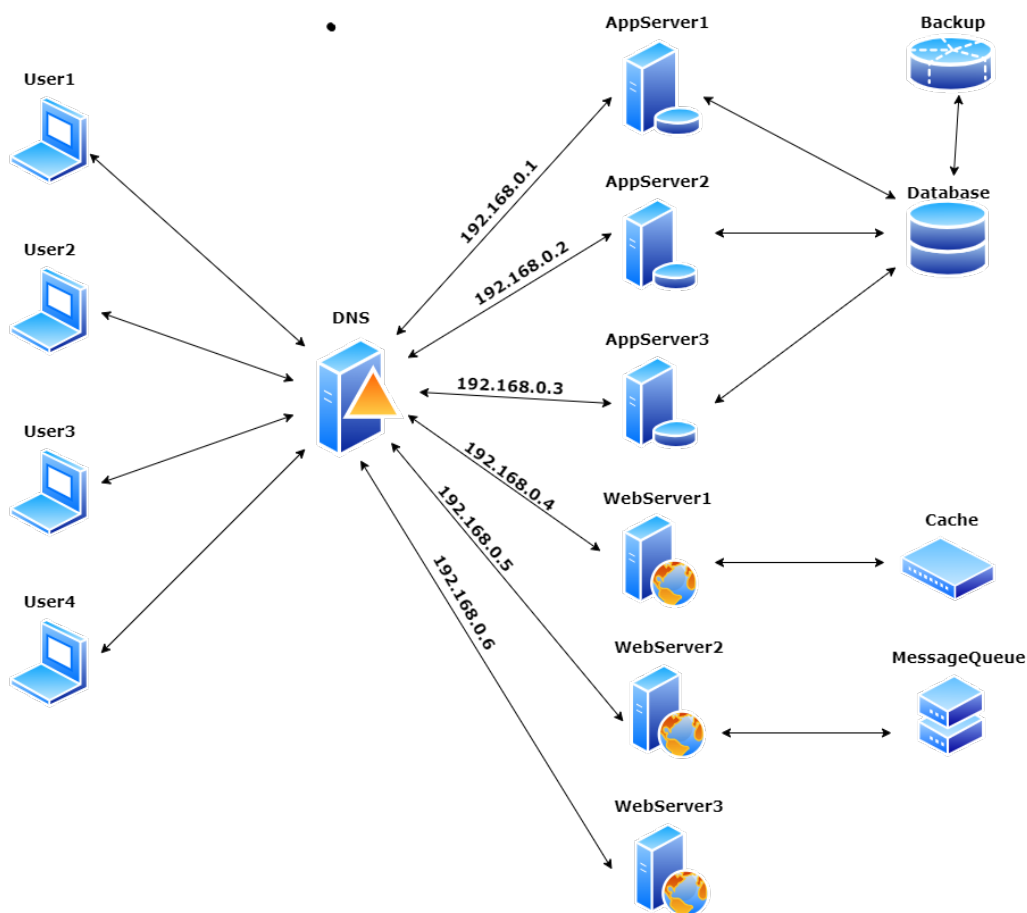 AppServer1
Backup
User1
192.168.0.1
AppServer2
Database
User2
192.168.0.2
DNS
AppServer3
192.168.0.3
User3
192.168.0.4
WebServer1
Cache
192.168.0.5
192.168.0.6
User4
WebServer2
MessageQueue
WebServer3